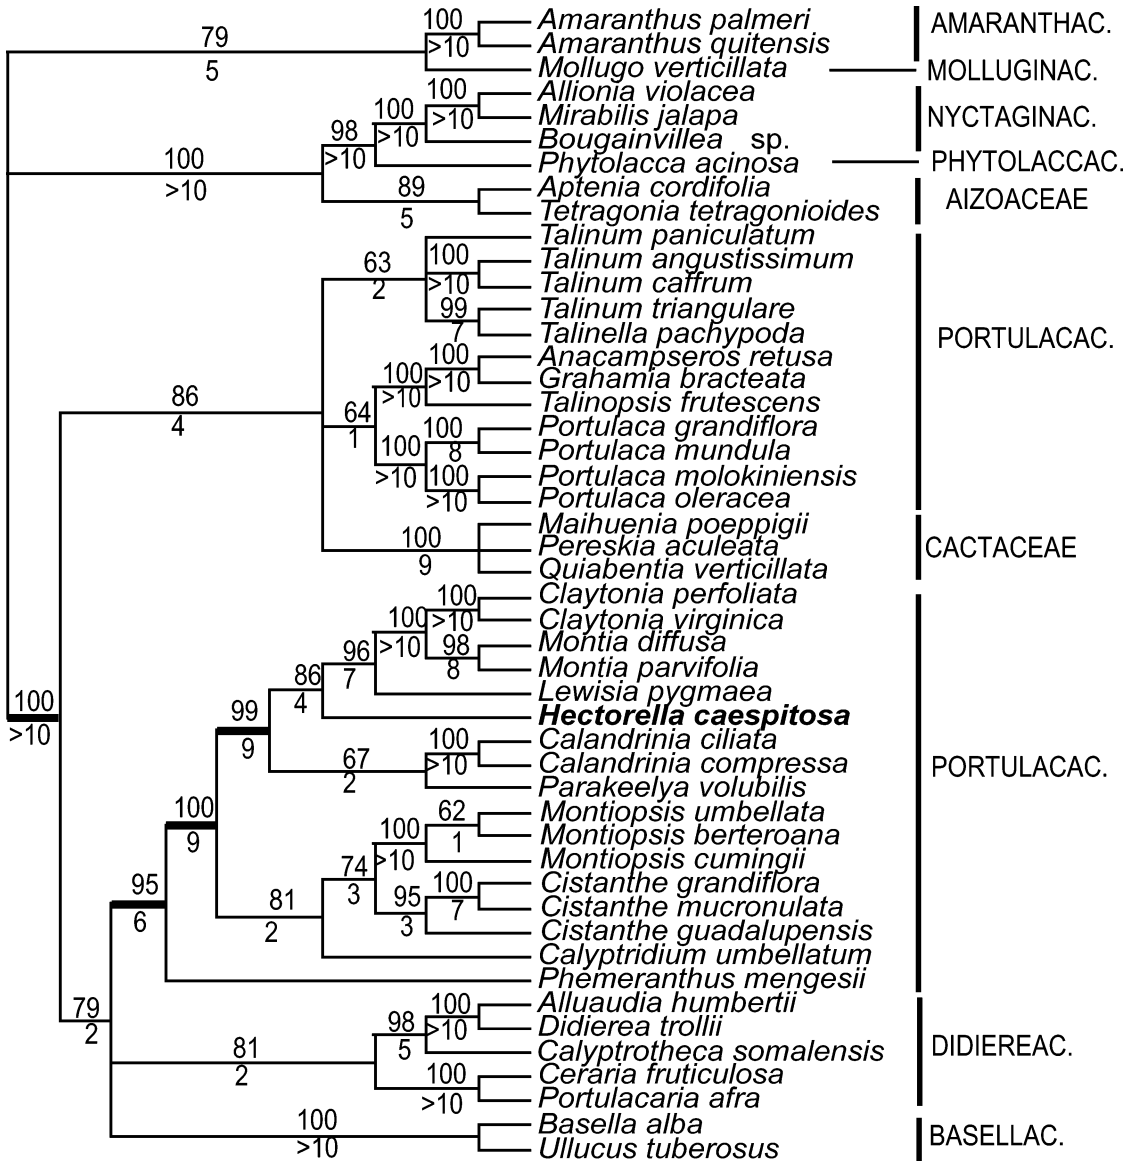 100 Amaranthus palmeri AMARANTHAC.
79 >10 Amaranthus quitensis
5 Mollugo verticillata MOLLUGINAC.
100 Allionia violacea
100 >10 Mirabilis jalapa NYCTAGINAC.
98 >10 Bougainvillea sp.
100 >10 Phytolacca acinosa PHYTOLACCAC.
>10 89 Aptenia cordifolia AIZOACEAE
5 Tetragonia tetragonioides
Talinum paniculatum
63 100 Talinum angustissimum
2 >10 Talinum caffrum
99 Talinum triangulare
7 Talinella pachypoda PORTULACAC.
100 Anacampseros retusa
100 >10 Grahamia bracteata
86 >10 Talinopsis frutescens
4 64 100 Portulaca grandiflora
1 100 8 Portulaca mundula
>10 100 Portulaca molokiniensis
>10 Portulaca oleracea
Maihuenia poeppigii
100 Pereskia aculeata CACTACEAE
9 Quiabentia verticillata
100 Claytonia perfoliata
100 >10 Claytonia virginica
96 >10 98 Montia diffusa
86 7 8 Montia parvifolia
4 Lewisia pygmaea
100 99 Hectorella caespitosa
>10 9 100 Calandrinia ciliata
67 >10 Calandrinia compressa PORTULACAC.
2 Parakeelya volubilis
100 62 Montiopsis umbellata
9 100 1 Montiopsis berteroana
74 >10 Montiopsis cumingii
95 3 100 Cistanthe grandiflora
6 81 95 7 Cistanthe mucronulata
2 3 Cistanthe guadalupensis
Calyptridium umbellatum
Phemeranthus mengesii
79 100 Alluaudia humbertii
2 98 >10 Didierea trollii
81 5 Calyptrotheca somalensis DIDIEREAC.
2 100 Ceraria fruticulosa
>10 Portulacaria afra
100 Basella alba BASELLAC.
>10 Ullucus tuberosus